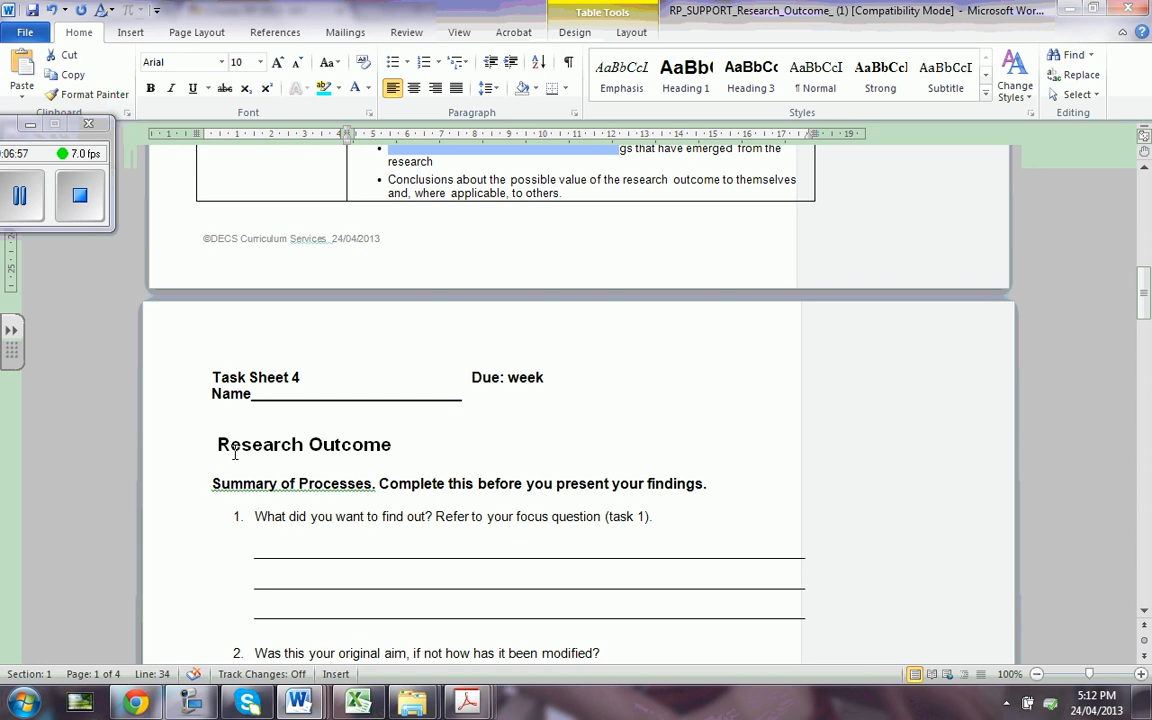 Table Tools
RP_SUPPORT_Research_Outcome_ (1) [Compatibility Mode] - Microsoft Wor...
File
Home
Insert
Page Layout
References
Mailings
Review
View
Acrobat
Design
Layout
Paste
Cut
Copy
Format Painter
Clipboard
Arial
10
Font
Paragraph
AaBbCcI
Emphasis
AaBb(
Heading 1
AaBbCc
Heading 3
AaBbCcI
¶ Normal
AaBbCcl
Strong
AaBbCcI
Subtitle
Styles
Change
Styles
Find
Replace
Select
Editing
:06:57
7.0 fps
gs that have emerged from the
research
• Conclusions about the possible value of the research outcome to themselves
and, where applicable, to others.
©DECS Curriculum Services 24/04/2013
Task Sheet 4 Due: week
Name
Research Outcome
Summary of Processes. Complete this before you present your findings.
1. What did you want to find out? Refer to your focus question (task 1).
2. Was this your original aim, if not how has it been modified?
Section: 1
Page: 1 of 4
Line: 34
Track Changes: Off
Insert
100%
5:12 PM
24/04/2013